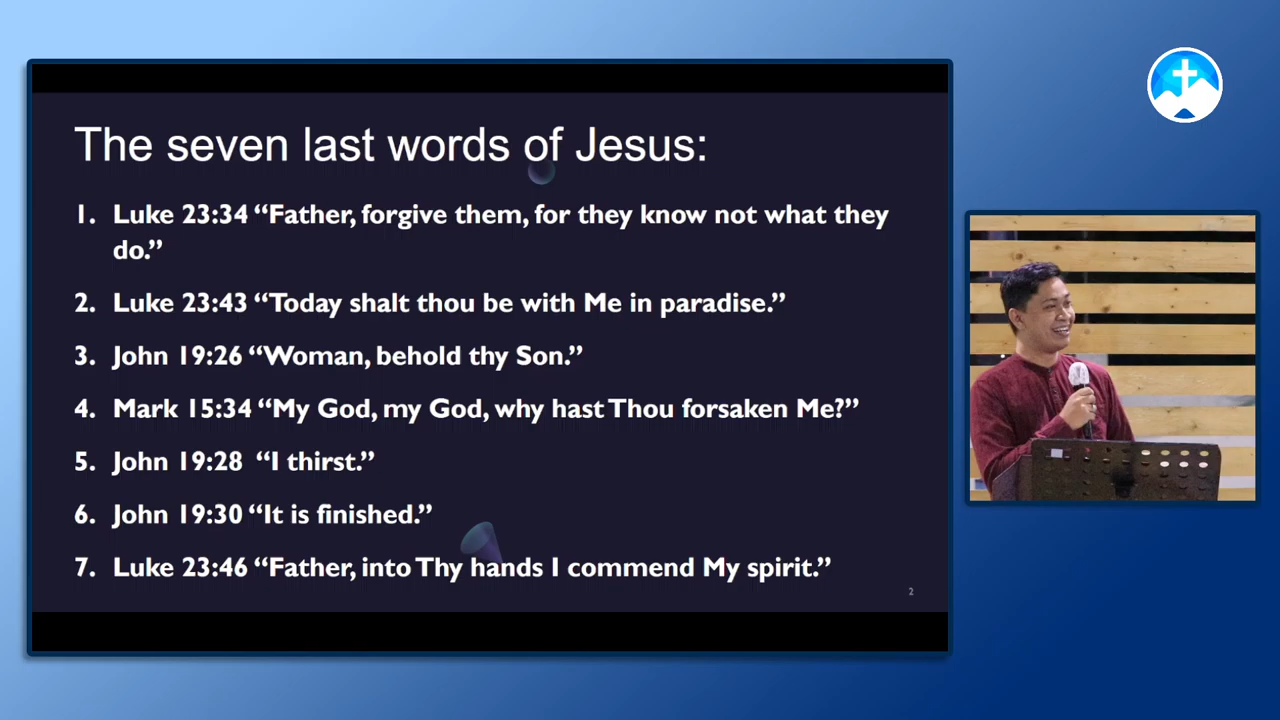 The seven last words of Jesus:
1. Luke 23:34 “Father, forgive them, for they know not what they
do.”
2. Luke 23:43 “Today shalt thou be with Me in paradise.”
3. John 19:26 “Woman, behold thy Son.”
4. Mark 15:34 “My God, my God, why hast Thou forsaken Me?”
5. John 19:28 “I thirst.”
6. John 19:30 “It is finished.”
7. Luke 23:46 “Father, into Thy hands I commend My spirit.”
2